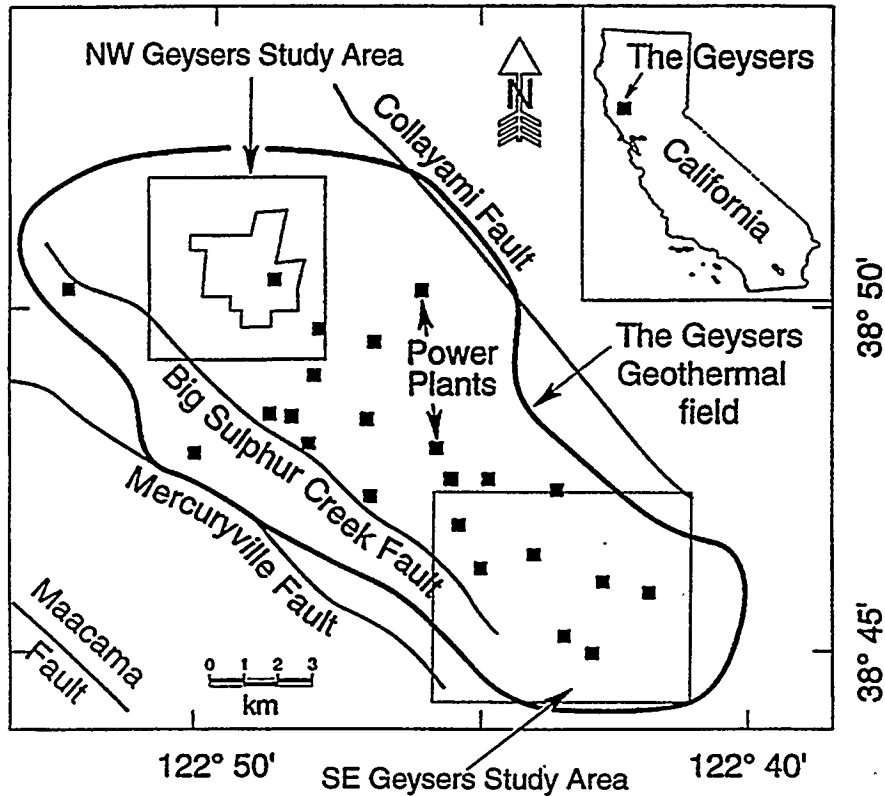 NW Geysers Study Area
N
Collayami Fault
The Geysers
California
Power
Plants
The Geysers
Geothermal
field
Big Sulphur Creek Fault
Mercuryville Fault
Maacama
Fault
0 1 2 3
km
38° 50'
38° 45'
122° 50'
122° 40'
SE Geysers Study Area